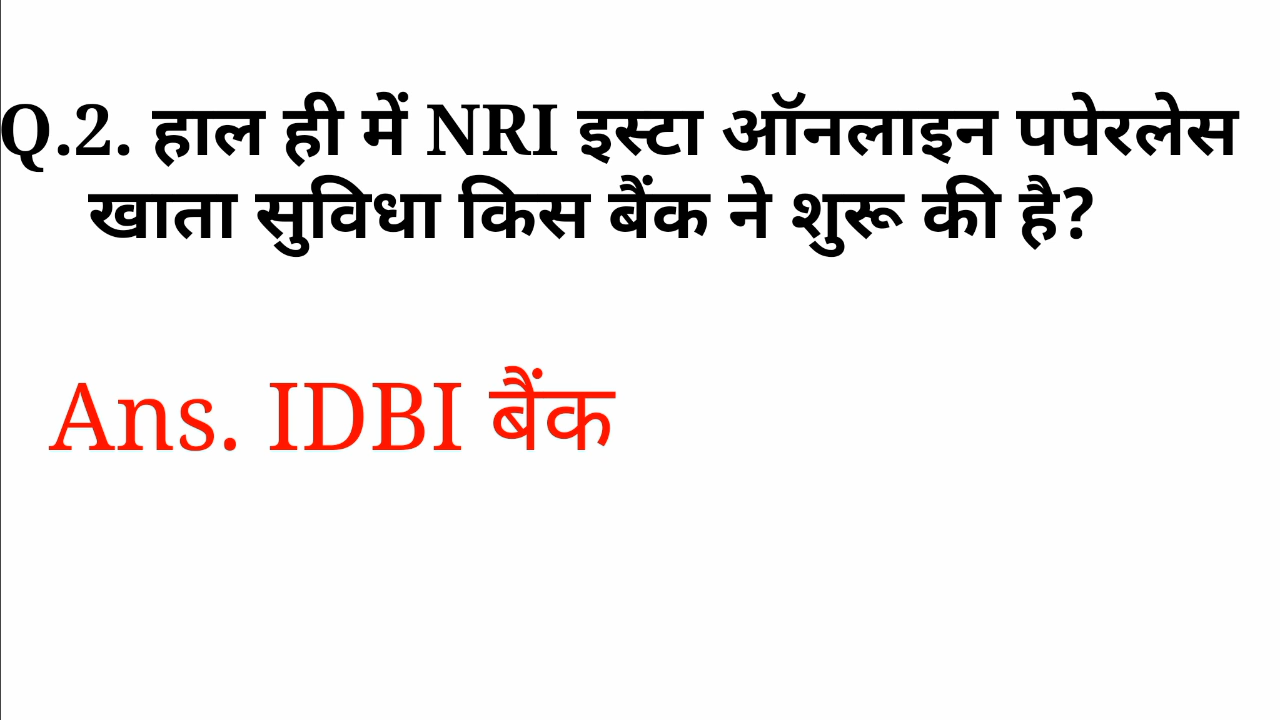 Q.2. हाल ही में NRI इस्टा ऑनलाइन पपेरलेस
खाता सुविधा किस बैंक ने शुरू की है?
Ans. IDBI बैंक